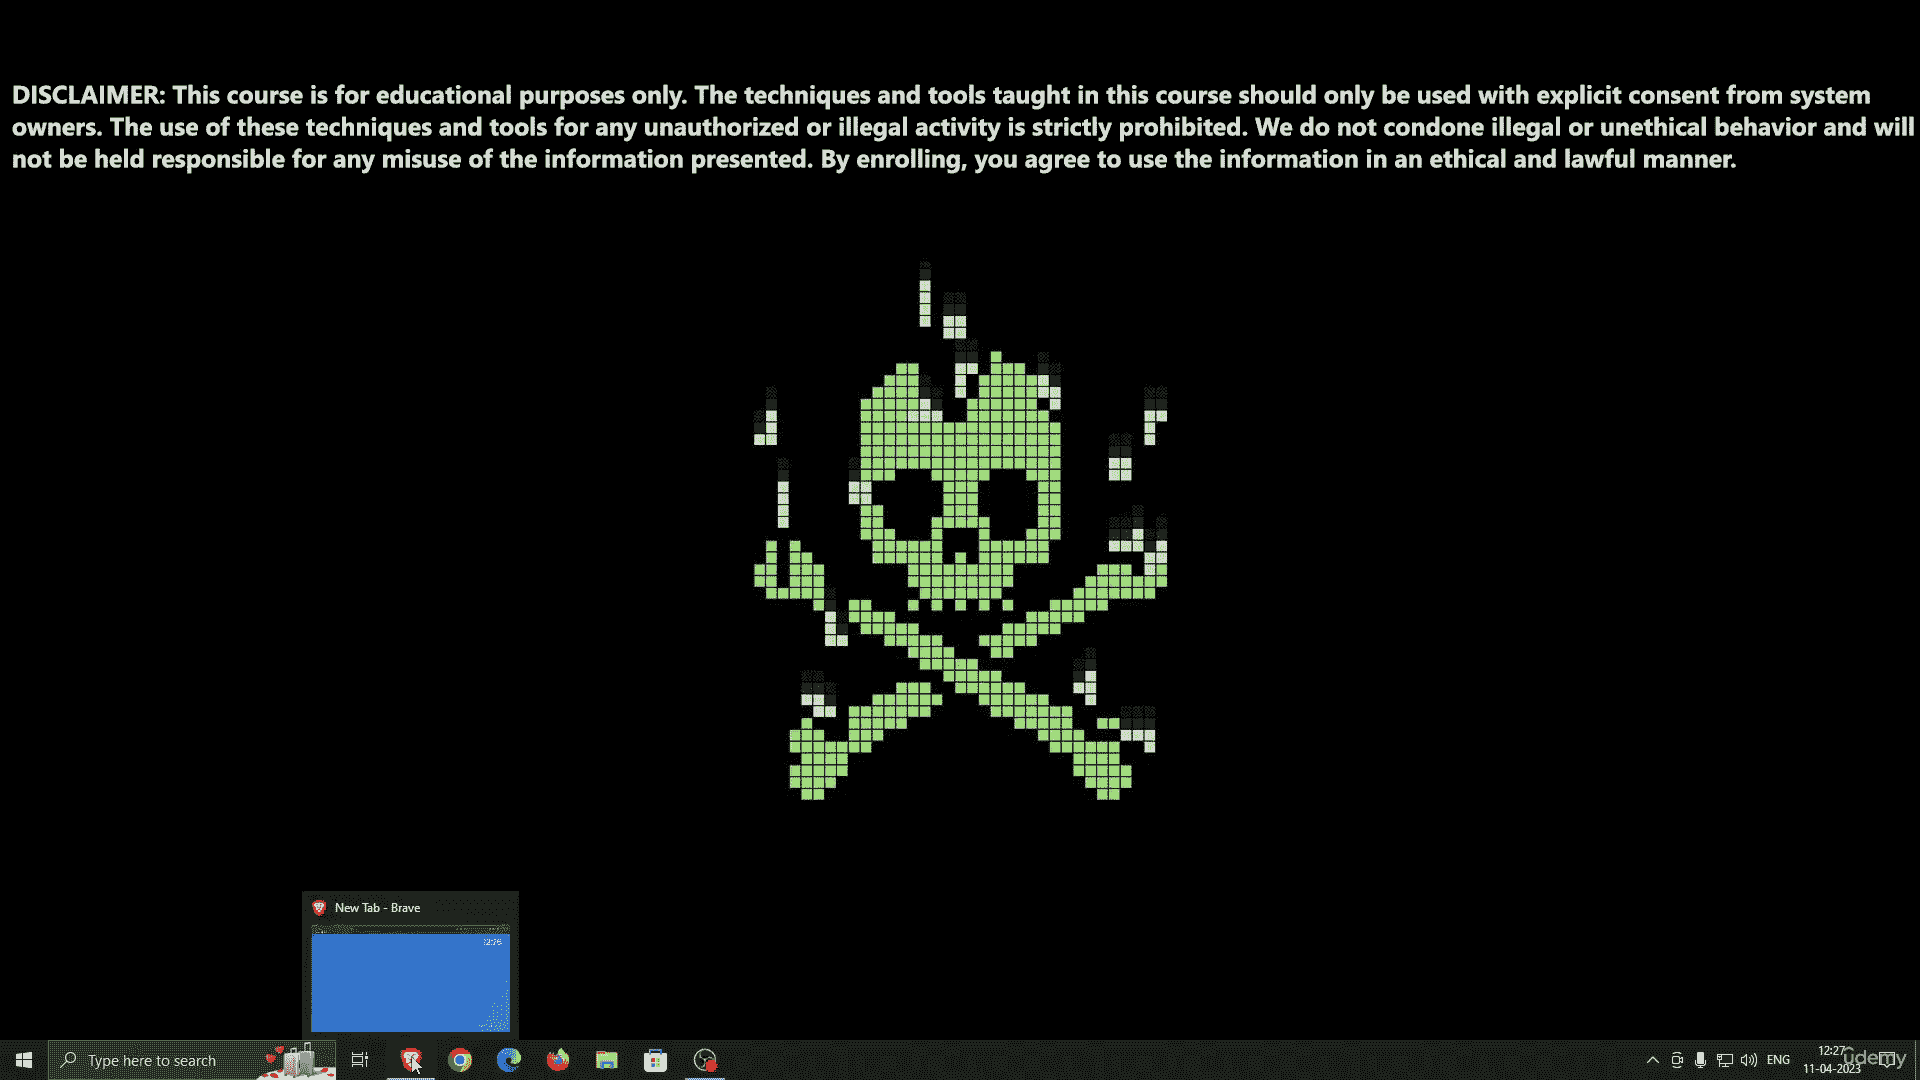 DISCLAIMER: This course is for educational purposes only. The techniques and tools taught in this course should only be used with explicit consent from system
owners. The use of these techniques and tools for any unauthorized or illegal activity is strictly prohibited. We do not condone illegal or unethical behavior and will
not be held responsible for any misuse of the information presented. By enrolling, you agree to use the information in an ethical and lawful manner.
New Tab - Brave
Type here to search
ENG
12:27
11-04-2023
udemy